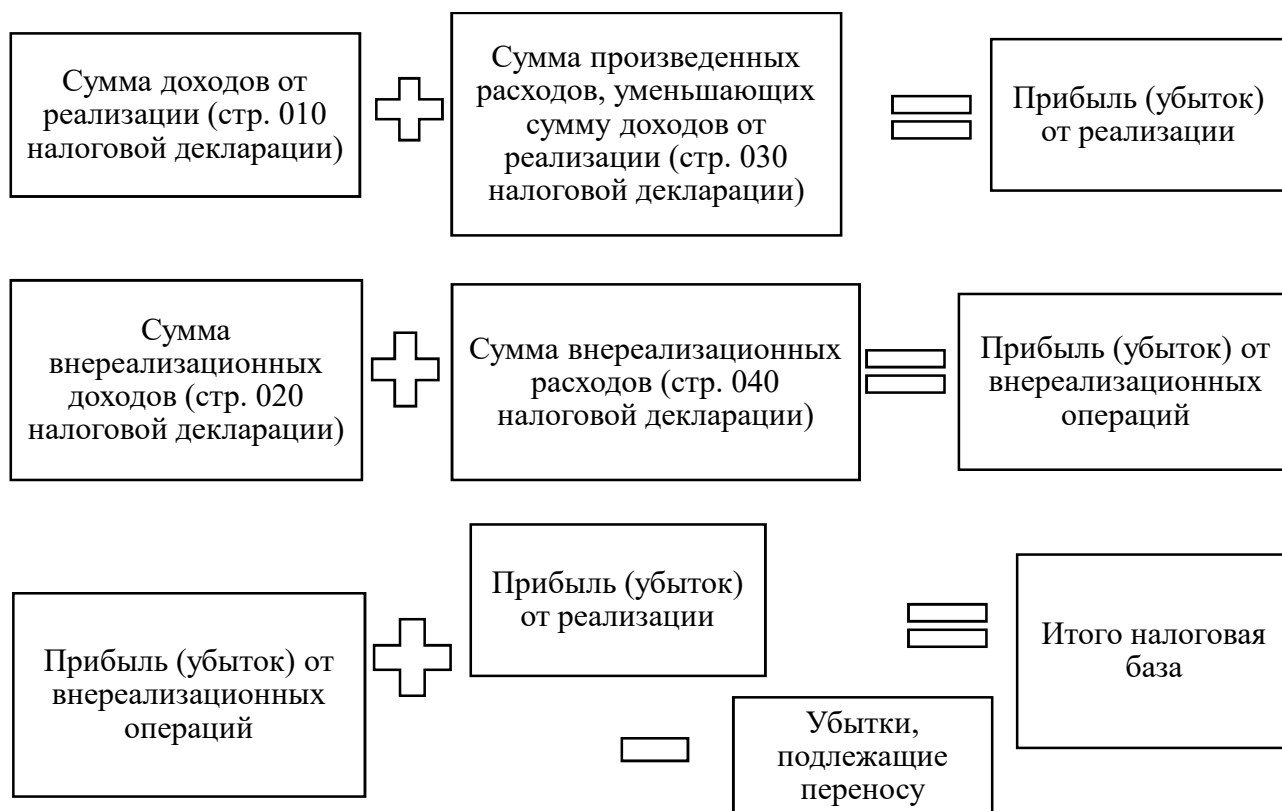 Сумма доходов от
реализации (стр. 010
налоговой декларации)
Сумма произведенных
расходов, уменьшающих
сумму доходов от
реализации (стр. 030
налоговой декларации)
Прибыль (убыток)
от реализации
Сумма
внереализационных
доходов (стр. 020
налоговой декларации)
Сумма внереализационных
расходов (стр. 040
налоговой декларации)
Прибыль (убыток) от
внереализационных
операций
Прибыль (убыток) от
внереализационных
операций
Прибыль (убыток)
от реализации
Убытки,
подлежащие
переносу
Итого налоговая
база